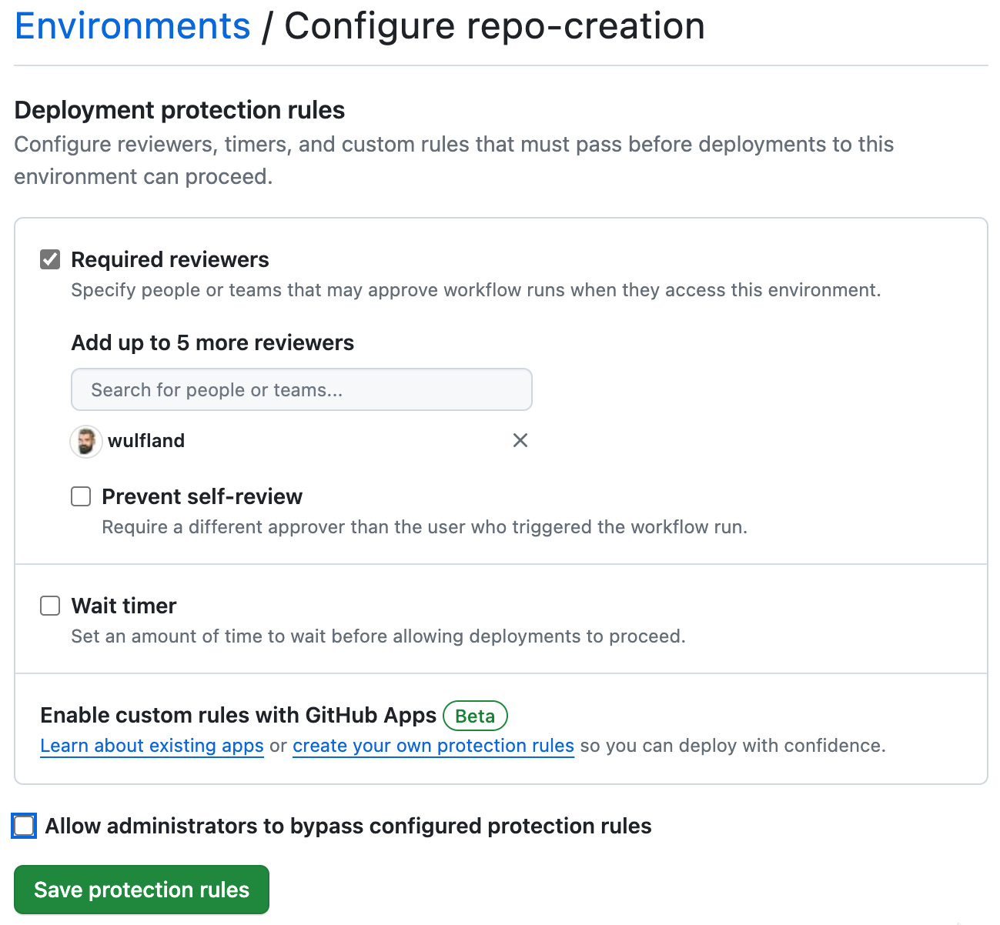 Environments / Configure repo-creation
Deployment protection rules
Configure reviewers, timers, and custom rules that must pass before deployments to this
environment can proceed.
Required reviewers
Specify people or teams that may approve workflow runs when they access this environment.
Add up to 5 more reviewers
Search for people or teams...
wulfland
Prevent self-review
Require a different approver than the user who triggered the workflow run.
Wait timer
Set an amount of time to wait before allowing deployments to proceed.
Enable custom rules with GitHub Apps Beta
Learn about existing apps or create your own protection rules so you can deploy with confidence.
Allow administrators to bypass configured protection rules
Save protection rules